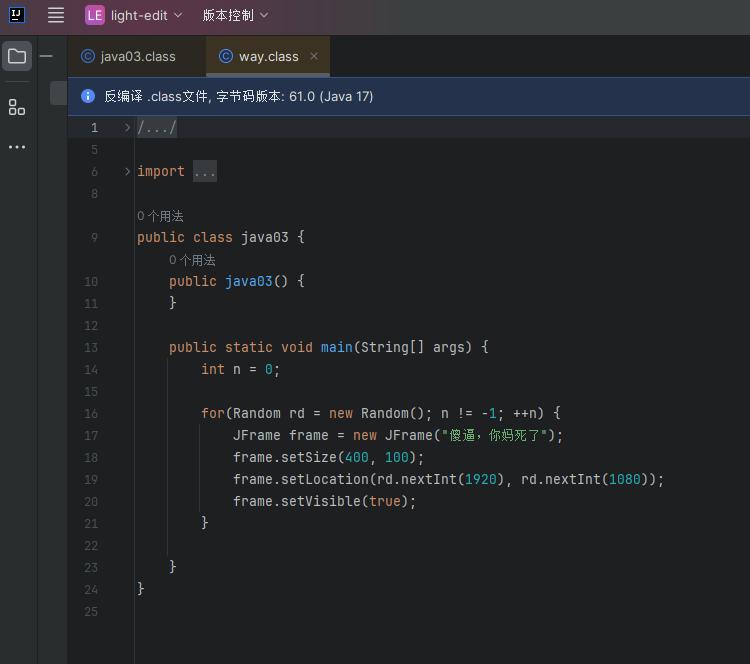 LE light-edit 版本控制
java03.class way.class
反编译 .class文件, 字节码版本: 61.0 (Java 17)
1 /.../
5
6 import ...
8
0个用法
9 public class java03 {
0个用法
10 public java03() {
11 }
12
13 public static void main(String[] args) {
14 int n = 0;
15
16 for(Random rd = new Random(); n != -1; ++n) {
17 JFrame frame = new JFrame("傻逼，你妈死了");
18 frame.setSize(400, 100);
19 frame.setLocation(rd.nextInt(1920), rd.nextInt(1080));
20 frame.setVisible(true);
21 }
22
23 }
24 }
25